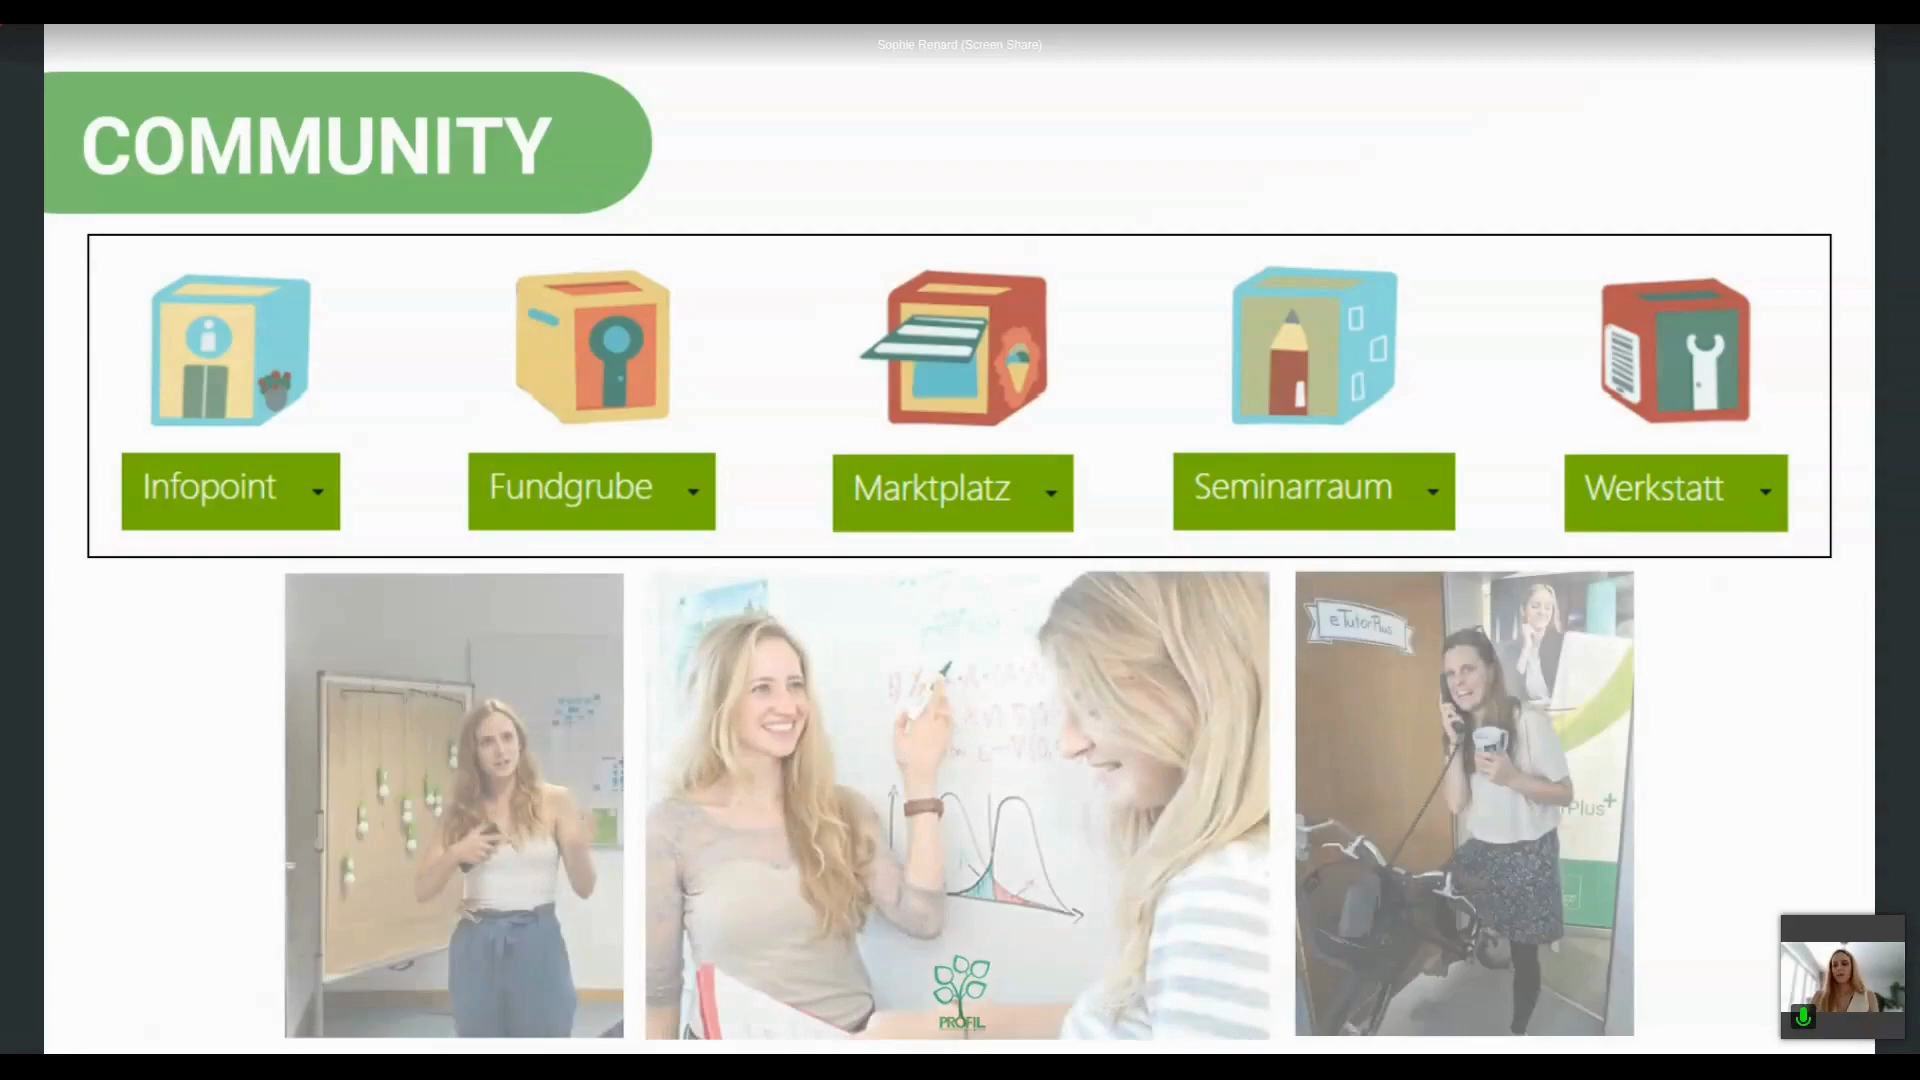 Sophie Renard (Screen Share)
COMMUNITY
Infopoint
Fundgrube
Marktplatz
Seminarraum
Werkstatt
eTutorPlus
Plus+
PROFIL